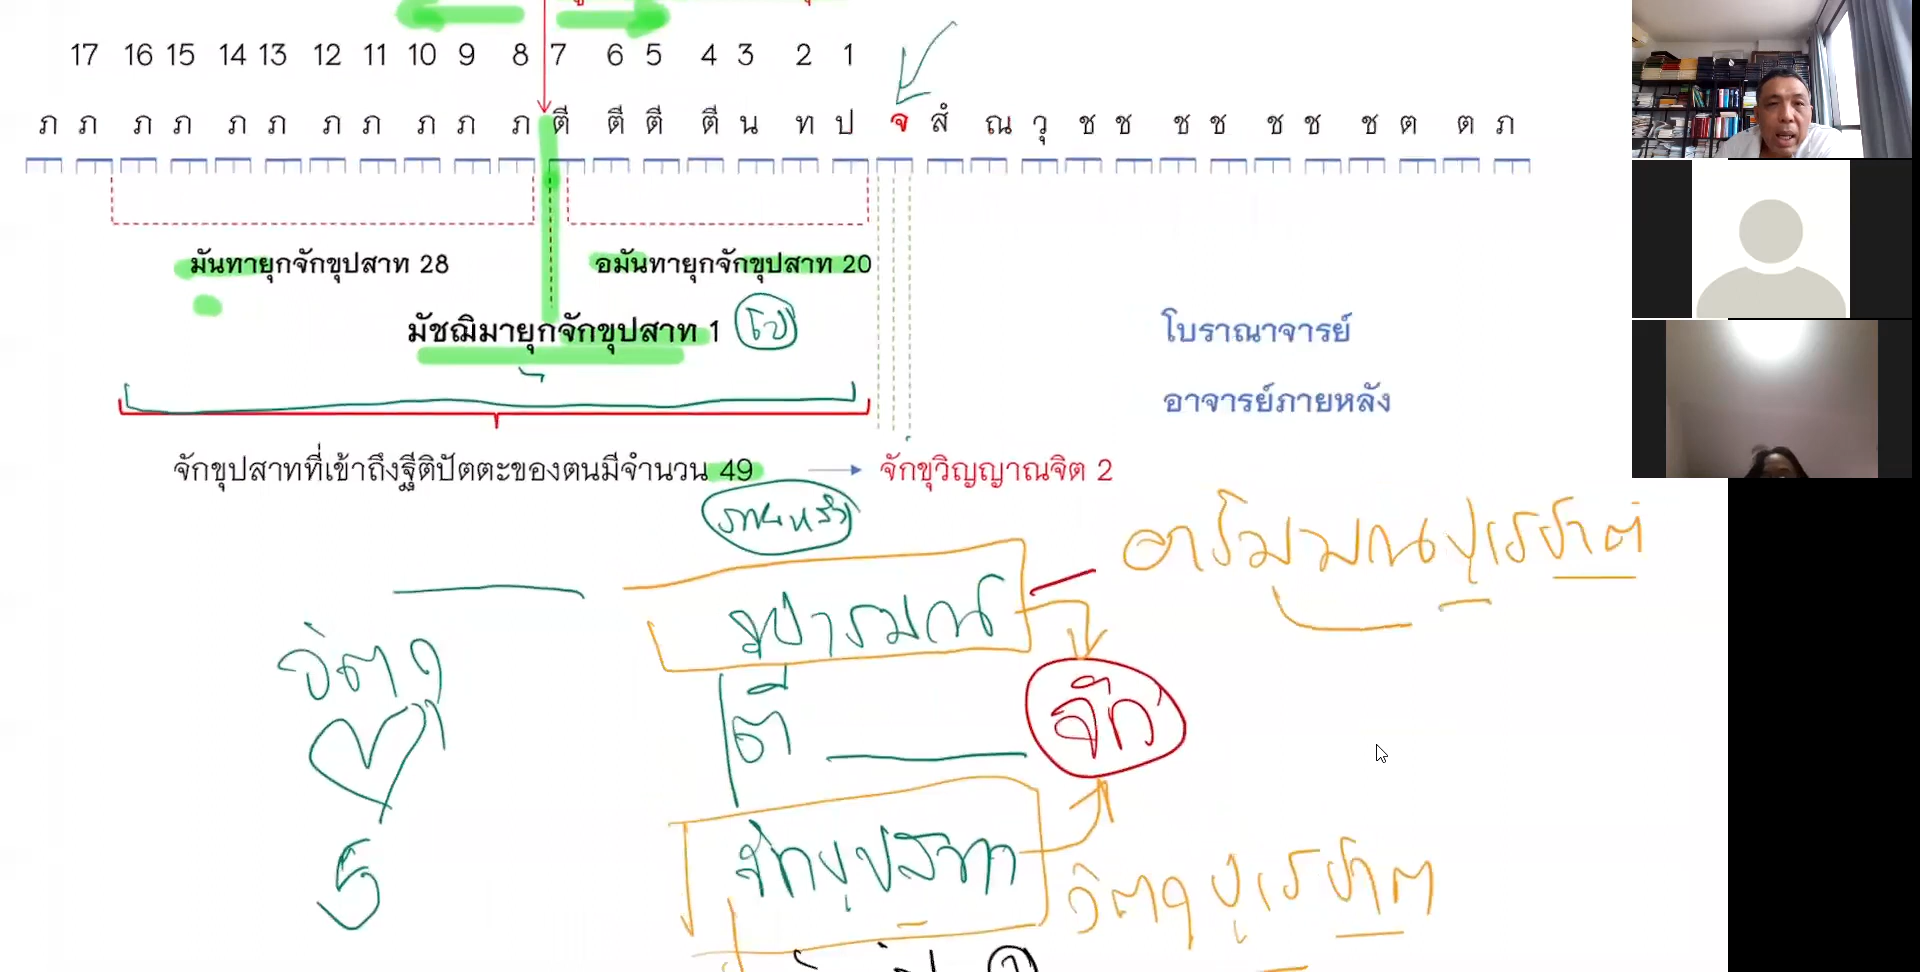 17 16 15 14 13 12 11 10 9 8 7 6 5 4 3 2 1
ภ ภ ภ ภ ภ ภ ภ ภ ภ ภ ภ ตี ตี ตี ตี น ท ป จ สํ ณ วุ ช ช ช ช ช ช ช ต ต ภ
มันทายุกจักขุปสาท 28 อมันทายุกจักขุปสาท 20
มัชฌิมายุกจักขุปสาท 1 โบ
โบราณาจารย์
อาจารย์ภายหลัง
จักขุปสาทที่เข้าถึงฐีติปัตตะของตนมีจำนวน 49 จักขุวิญญาณจิต 2
ภายหลัง
อารัมมณปุเรชาต
รูปารมณ์
ตี
จักขุปสาท
5
ปุเรชาต